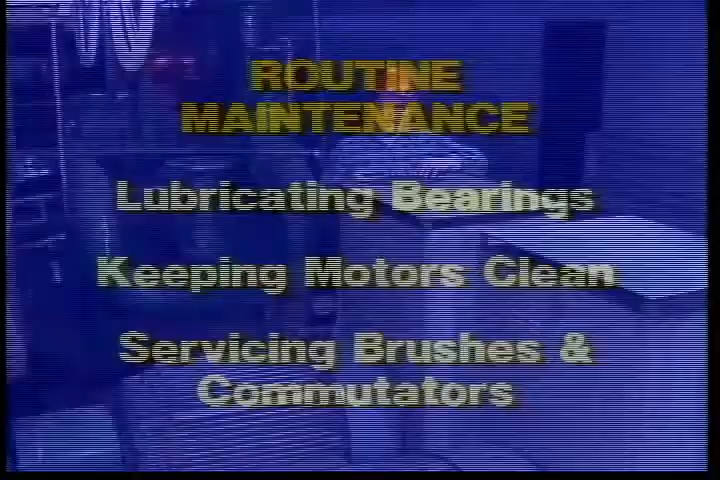 ROUTINE
MAINTENANCE
Lubricating Bearings
Keeping Motors Clean
Servicing Brushes &
Commutators